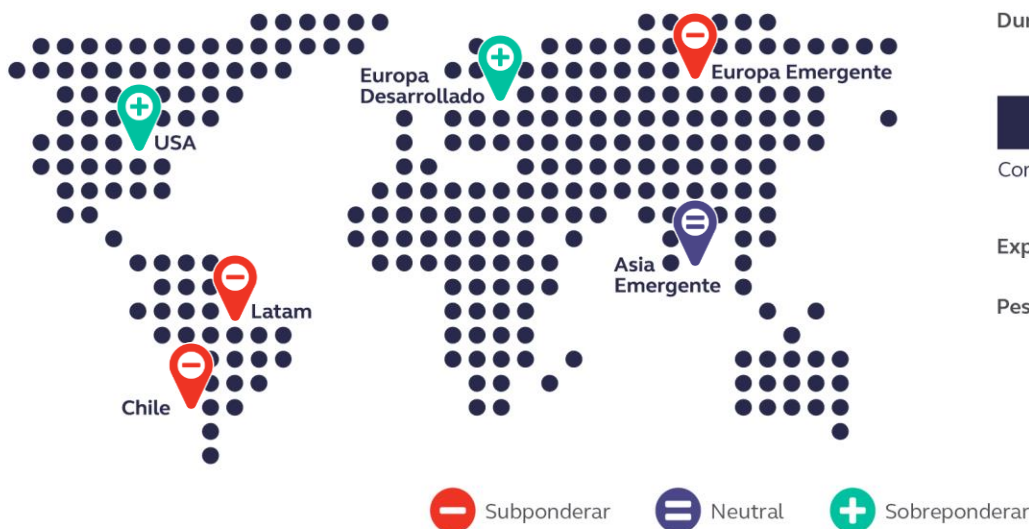 Europa
Desarrollado
Europa Emergente
USA
Asia
Emergente
Latam
Chile
Subponderar
Neutral
Sobreponderar